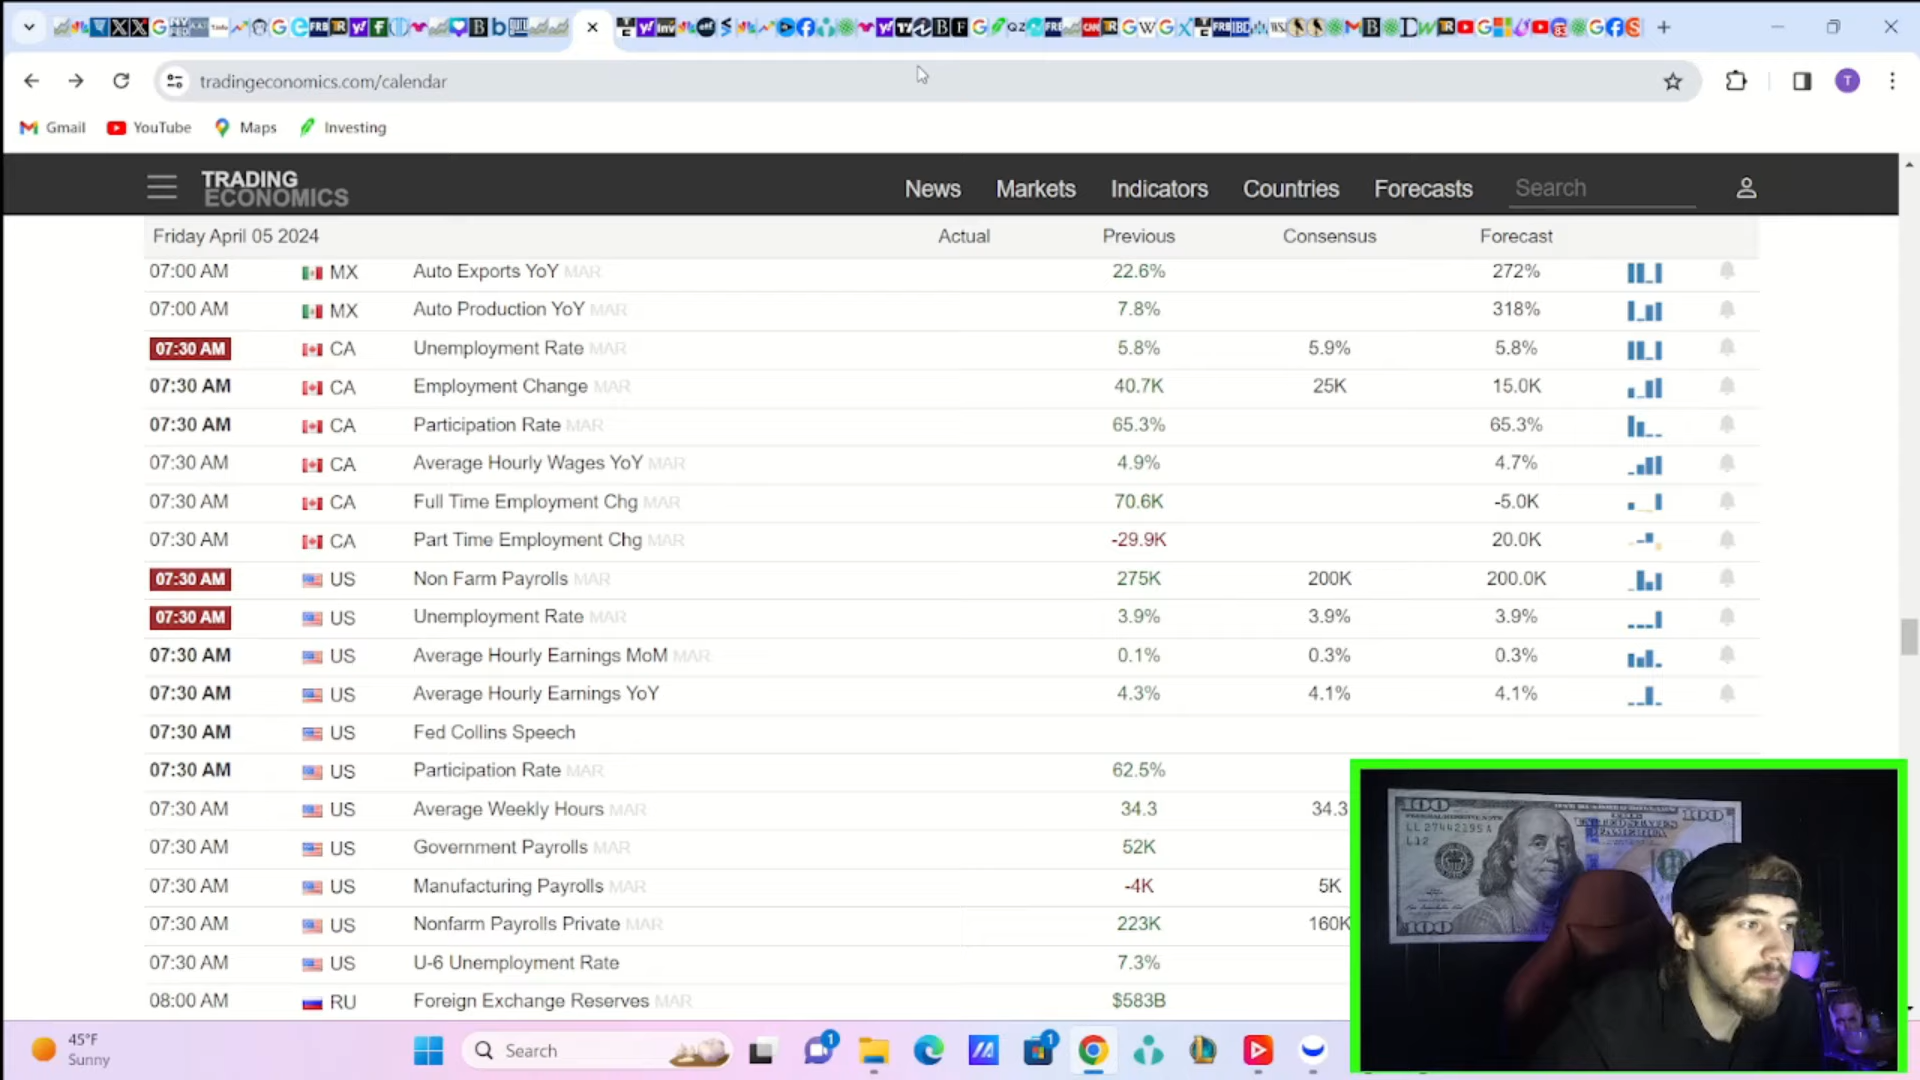 tradingeconomics.com/calendar
T
Gmail YouTube Maps Investing
TRADING
ECONOMICS
News Markets Indicators Countries Forecasts Search
Friday April 05 2024 Actual Previous Consensus Forecast
07:00 AM MX Auto Exports YoY MAR 22.6% 272%
07:00 AM MX Auto Production YoY MAR 7.8% 318%
07:30 AM CA Unemployment Rate MAR 5.8% 5.9% 5.8%
07:30 AM CA Employment Change MAR 40.7K 25K 15.0K
07:30 AM CA Participation Rate MAR 65.3% 65.3%
07:30 AM CA Average Hourly Wages YoY MAR 4.9% 4.7%
07:30 AM CA Full Time Employment Chg MAR 70.6K -5.0K
07:30 AM CA Part Time Employment Chg MAR -29.9K 20.0K
07:30 AM US Non Farm Payrolls MAR 275K 200K 200.0K
07:30 AM US Unemployment Rate MAR 3.9% 3.9% 3.9%
07:30 AM US Average Hourly Earnings MoM MAR 0.1% 0.3% 0.3%
07:30 AM US Average Hourly Earnings YoY 4.3% 4.1% 4.1%
07:30 AM US Fed Collins Speech
07:30 AM US Participation Rate MAR 62.5%
07:30 AM US Average Weekly Hours MAR 34.3 34.3
07:30 AM US Government Payrolls MAR 52K
07:30 AM US Manufacturing Payrolls MAR -4K 5K
07:30 AM US Nonfarm Payrolls Private MAR 223K 160K
07:30 AM US U-6 Unemployment Rate 7.3%
08:00 AM RU Foreign Exchange Reserves MAR $583B
100 100
LL 27442195 A
L12
100 100
45°F
Sunny
Search
1
1